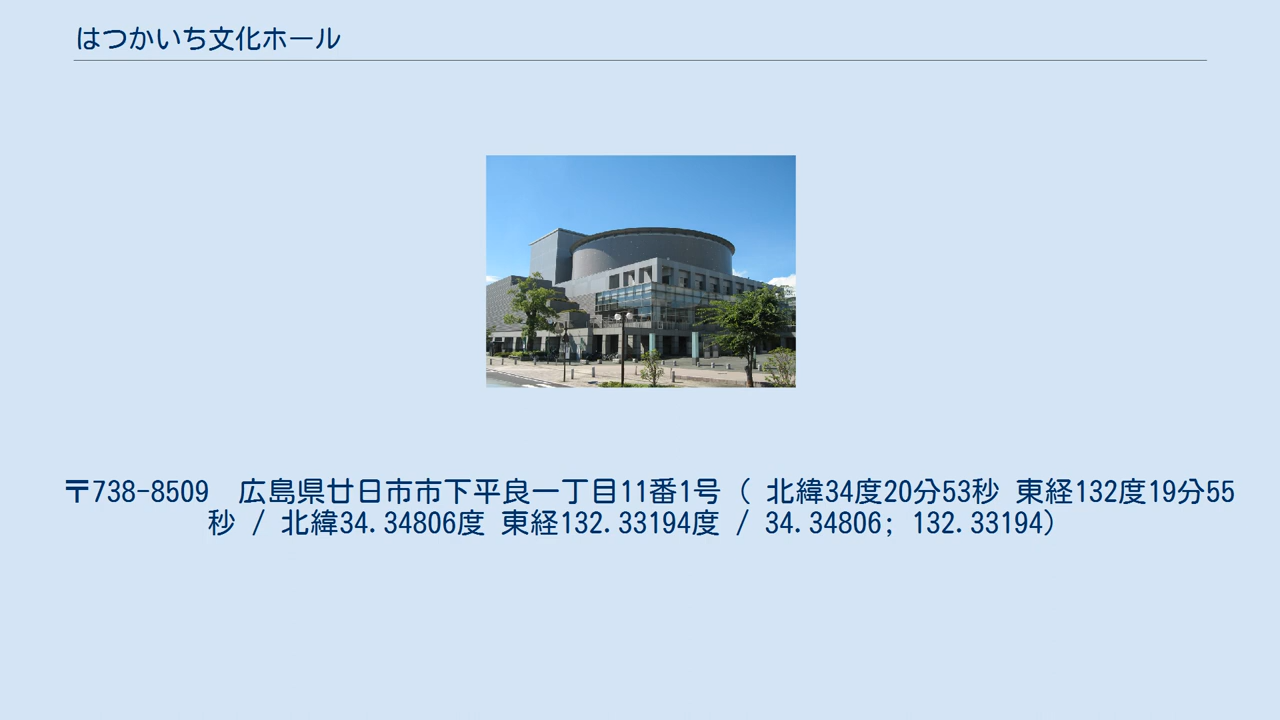 はつかいち文化ホール
〒738-8509　広島県廿日市市下平良一丁目11番1号 ( 北緯34度20分53秒 東経132度19分55
秒 / 北緯34.34806度 東経132.33194度 / 34.34806; 132.33194)